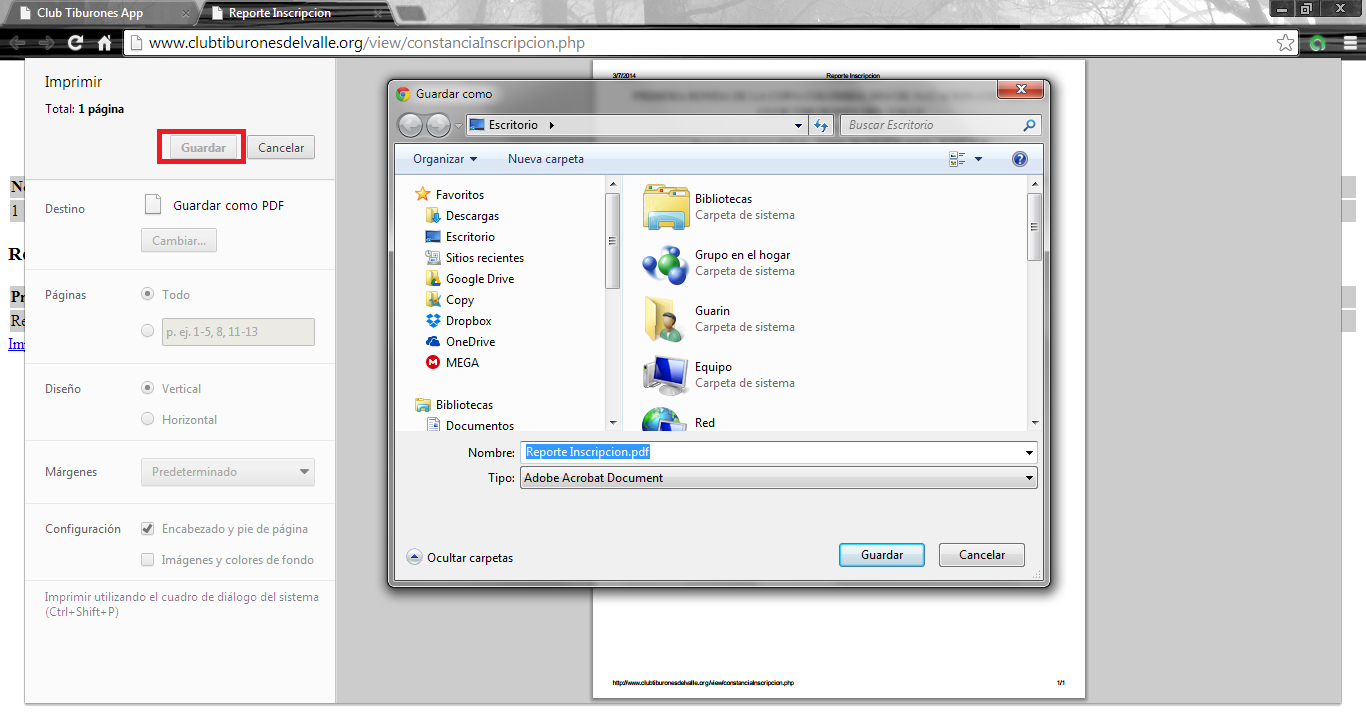 Club Tiburones App
Reporte Inscripcion
www.clubtiburonesdelvalle.org/view/constanciaInscripcion.php
Imprimir
Total: 1 página
Guardar
Cancelar
Destino
Guardar como PDF
Cambiar...
Páginas
Todo
p. ej. 1-5, 8, 11-13
Diseño
Vertical
Horizontal
Márgenes
Predeterminado
Configuración
Encabezado y pie de página
Imágenes y colores de fondo
Imprimir utilizando el cuadro de diálogo del sistema
(Ctrl+Shift+P)
1
3/7/2014
Reporte Inscripcion
Guardar como
Escritorio
Buscar Escritorio
Organizar
Nueva carpeta
Favoritos
Descargas
Escritorio
Sitios recientes
Google Drive
Copy
Dropbox
OneDrive
MEGA
Bibliotecas
Documentos
Bibliotecas
Carpeta de sistema
Grupo en el hogar
Carpeta de sistema
Guarin
Carpeta de sistema
Equipo
Carpeta de sistema
Red
Nombre:
Reporte Inscripcion.pdf
Tipo:
Adobe Acrobat Document
Ocultar carpetas
Guardar
Cancelar
http://www.clubtiburonesdelvalle.org/view/constanciaInscripcion.php
1/1